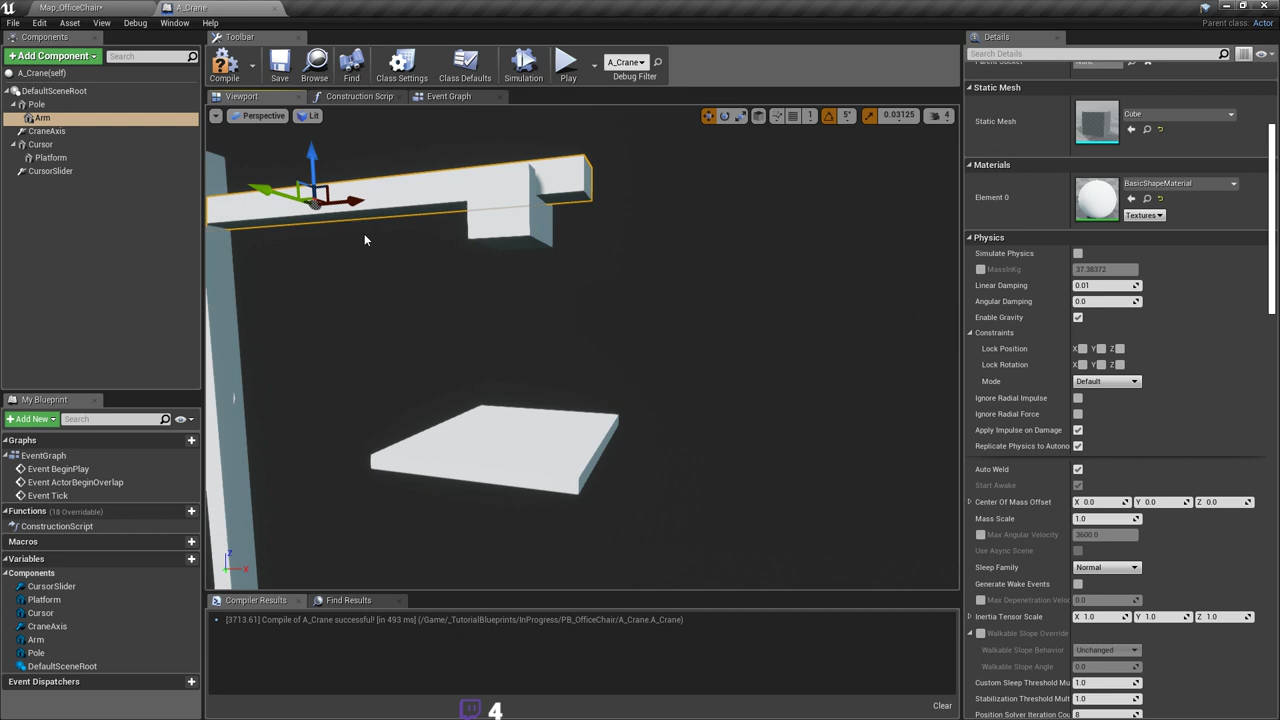 Map_OfficeChair*
A_Crane
File
Edit
Asset
View
Debug
Window
Help
Parent class: Actor
Components
+ Add Component
Search
A_Crane(self)
DefaultSceneRoot
Pole
Arm
CraneAxis
Cursor
Platform
CursorSlider
My Blueprint
+ Add New
Search
Graphs
EventGraph
Event BeginPlay
Event ActorBeginOverlap
Event Tick
Functions (18 Overridable)
ConstructionScript
Macros
Variables
Components
CursorSlider
Platform
Cursor
CraneAxis
Arm
Pole
DefaultSceneRoot
Event Dispatchers
Toolbar
Compile
Save
Browse
Find
Class Settings
Class Defaults
Simulation
Play
A_Crane
Debug Filter
Viewport
Construction Scrip
Event Graph
Perspective
Lit
1
5°
0.03125
4
Z
X
Compiler Results
Find Results
[3713.61] Compile of A_Crane successful! [in 493 ms] (/Game/_TutorialBlueprints/InProgress/PB_OfficeChair/A_Crane.A_Crane)
4
Clear
Details
Search Details
Static Mesh
Static Mesh
Cube
Materials
Element 0
BasicShapeMaterial
Textures
Physics
Simulate Physics
MassInKg
37.38372
Linear Damping
0.01
Angular Damping
0.0
Enable Gravity
Constraints
Lock Position
X Y Z
Lock Rotation
X Y Z
Mode
Default
Ignore Radial Impulse
Ignore Radial Force
Apply Impulse on Damage
Replicate Physics to Autono
Auto Weld
Start Awake
Center Of Mass Offset
X 0.0
Y 0.0
Z 0.0
Mass Scale
1.0
Max Angular Velocity
3600.0
Use Async Scene
Sleep Family
Normal
Generate Wake Events
Max Depenetration Veloc
0.0
Inertia Tensor Scale
X 1.0
Y 1.0
Z 1.0
Walkable Slope Override
Walkable Slope Behavior
Unchanged
Walkable Slope Angle
0.0
Custom Sleep Threshold Mu
1.0
Stabilization Threshold Mult
1.0
Position Solver Iteration Cou
8